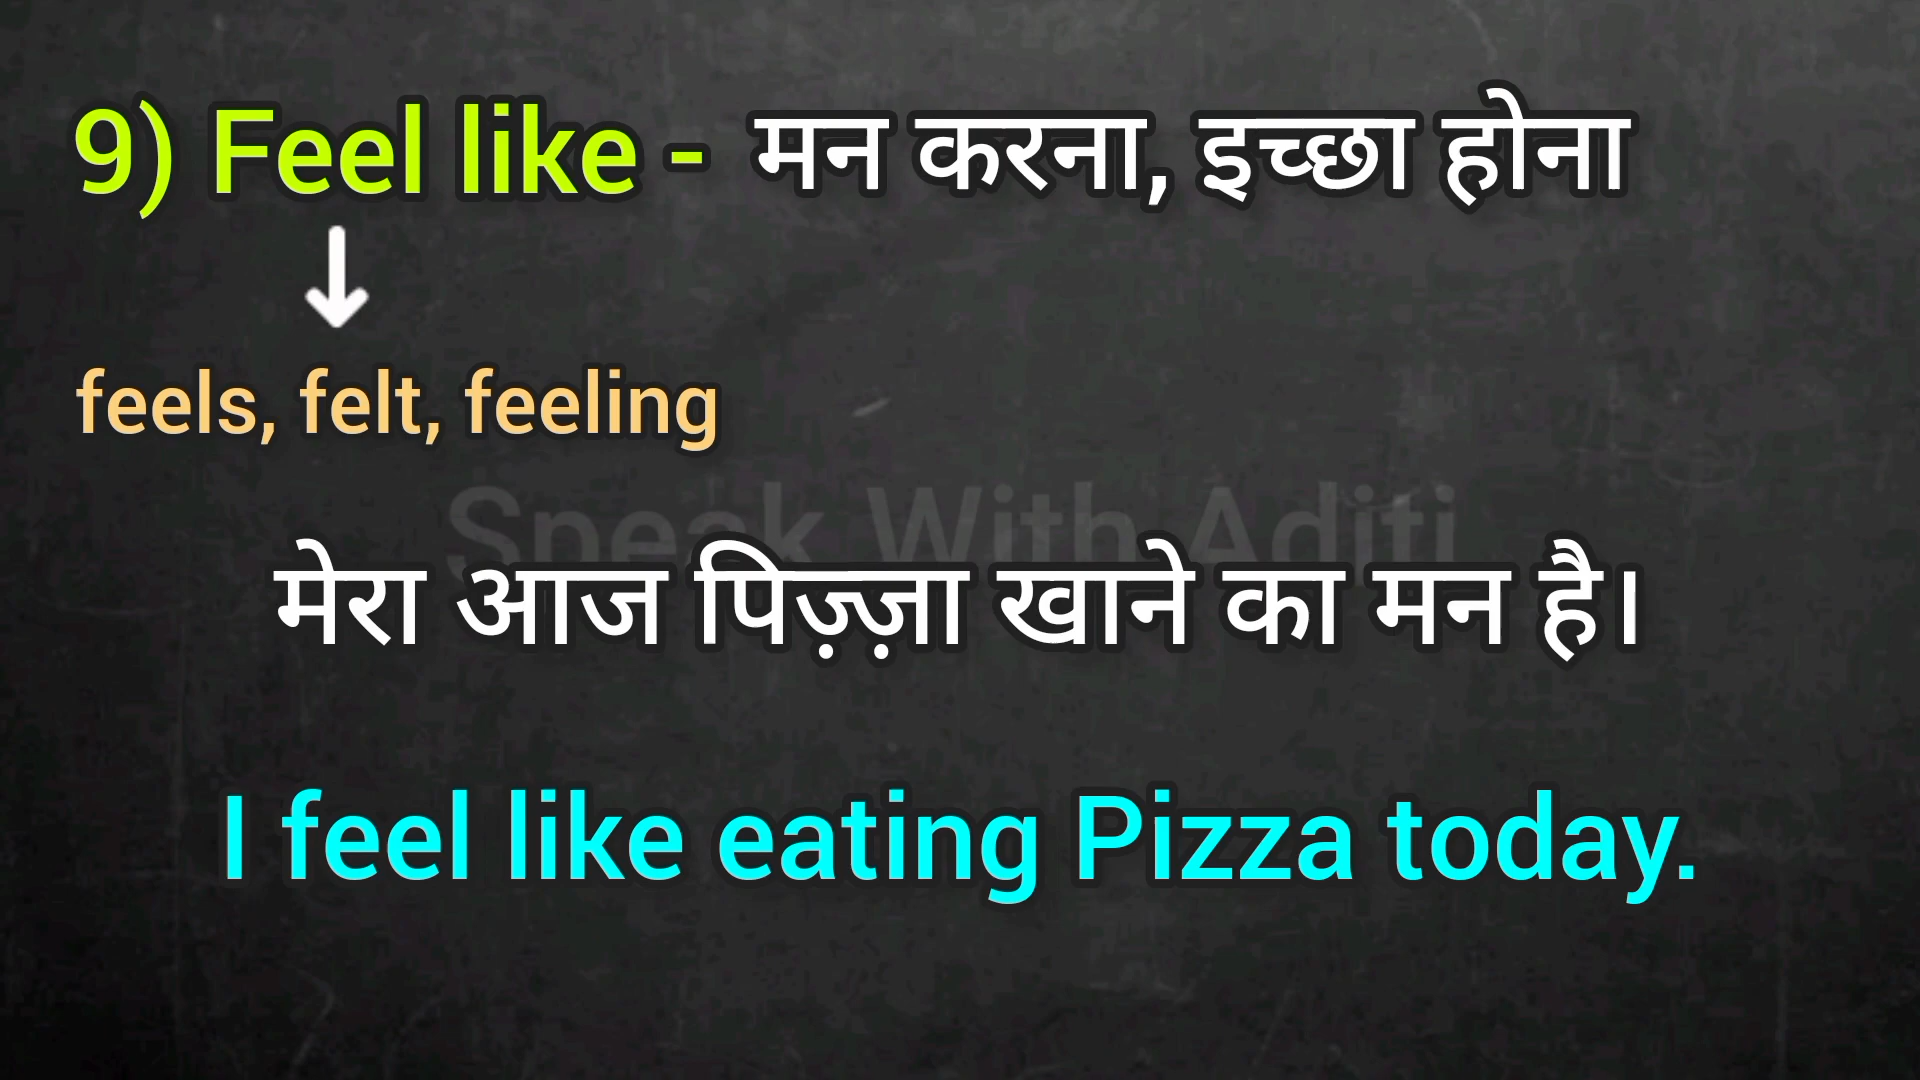 9) Feel like - मन करना, इच्छा होना
feels, felt, feeling
Speak With Aditi
मेरा आज पिज़्ज़ा खाने का मन है।
I feel like eating Pizza today.